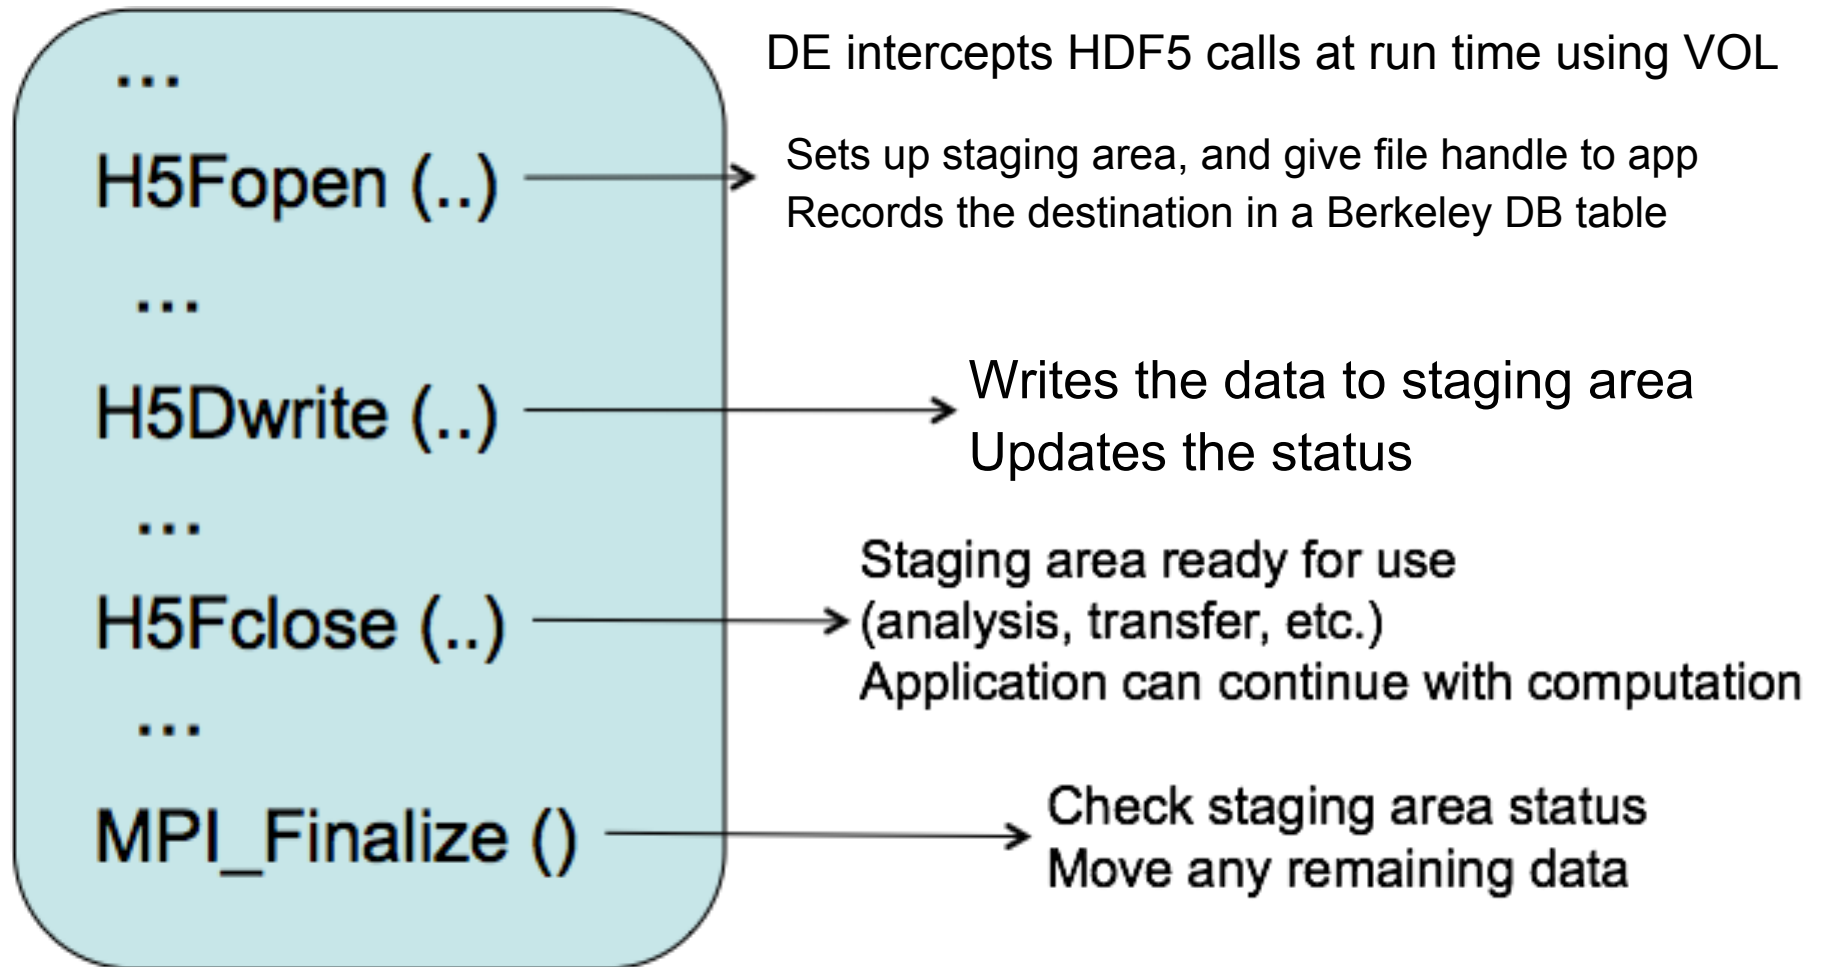 DE intercepts HDF5 calls at run time using VOL
...
H5Fopen (..)
Sets up staging area, and give file handle to app
Records the destination in a Berkeley DB table
...
H5Dwrite (..)
Writes the data to staging area
Updates the status
...
H5Fclose (..)
Staging area ready for use
(analysis, transfer, etc.)
Application can continue with computation
...
MPI_Finalize ()
Check staging area status
Move any remaining data